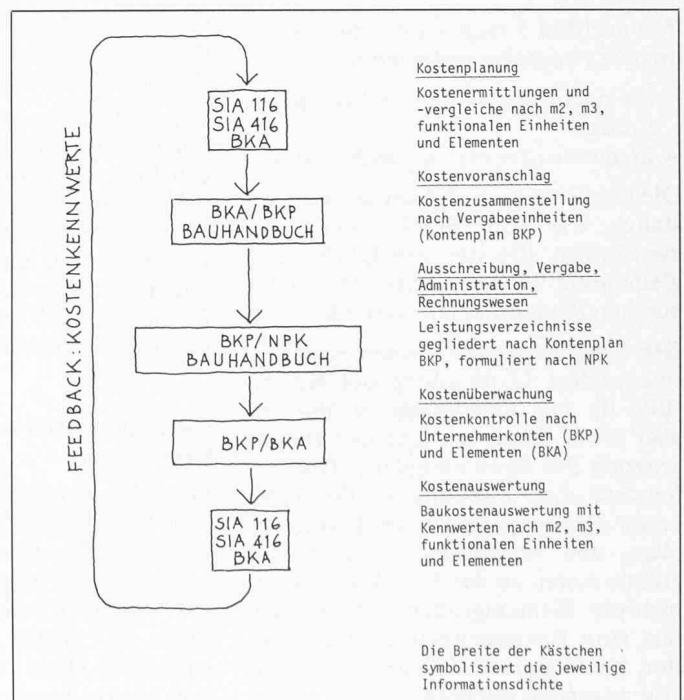 FEEDBACK: KOSTENKENNWERTE
SIA 116
SIA 416
BKA
Kostenplanung
Kostenermittlungen und
-vergleiche nach m2, m3,
funktionalen Einheiten
und Elementen
BKA/BKP
BAUHANDBUCH
Kostenvoranschlag
Kostenzusammenstellung
nach Vergabeeinheiten
(Kontenplan BKP)
BKP/NPK
BAUHANDBUCH
Ausschreibung, Vergabe,
Administration,
Rechnungswesen
Leistungsverzeichnisse
gegliedert nach Kontenplan
BKP, formuliert nach NPK
BKP/BKA
Kostenüberwachung
Kostenkontrolle nach
Unternehmerkonten (BKP)
und Elementen (BKA)
SIA 116
SIA 416
BKA
Kostenauswertung
Baukostenauswertung mit
Kennwerten nach m2, m3,
funktionalen Einheiten
und Elementen
Die Breite der Kästchen
symbolisiert die jeweilige
Informationsdichte